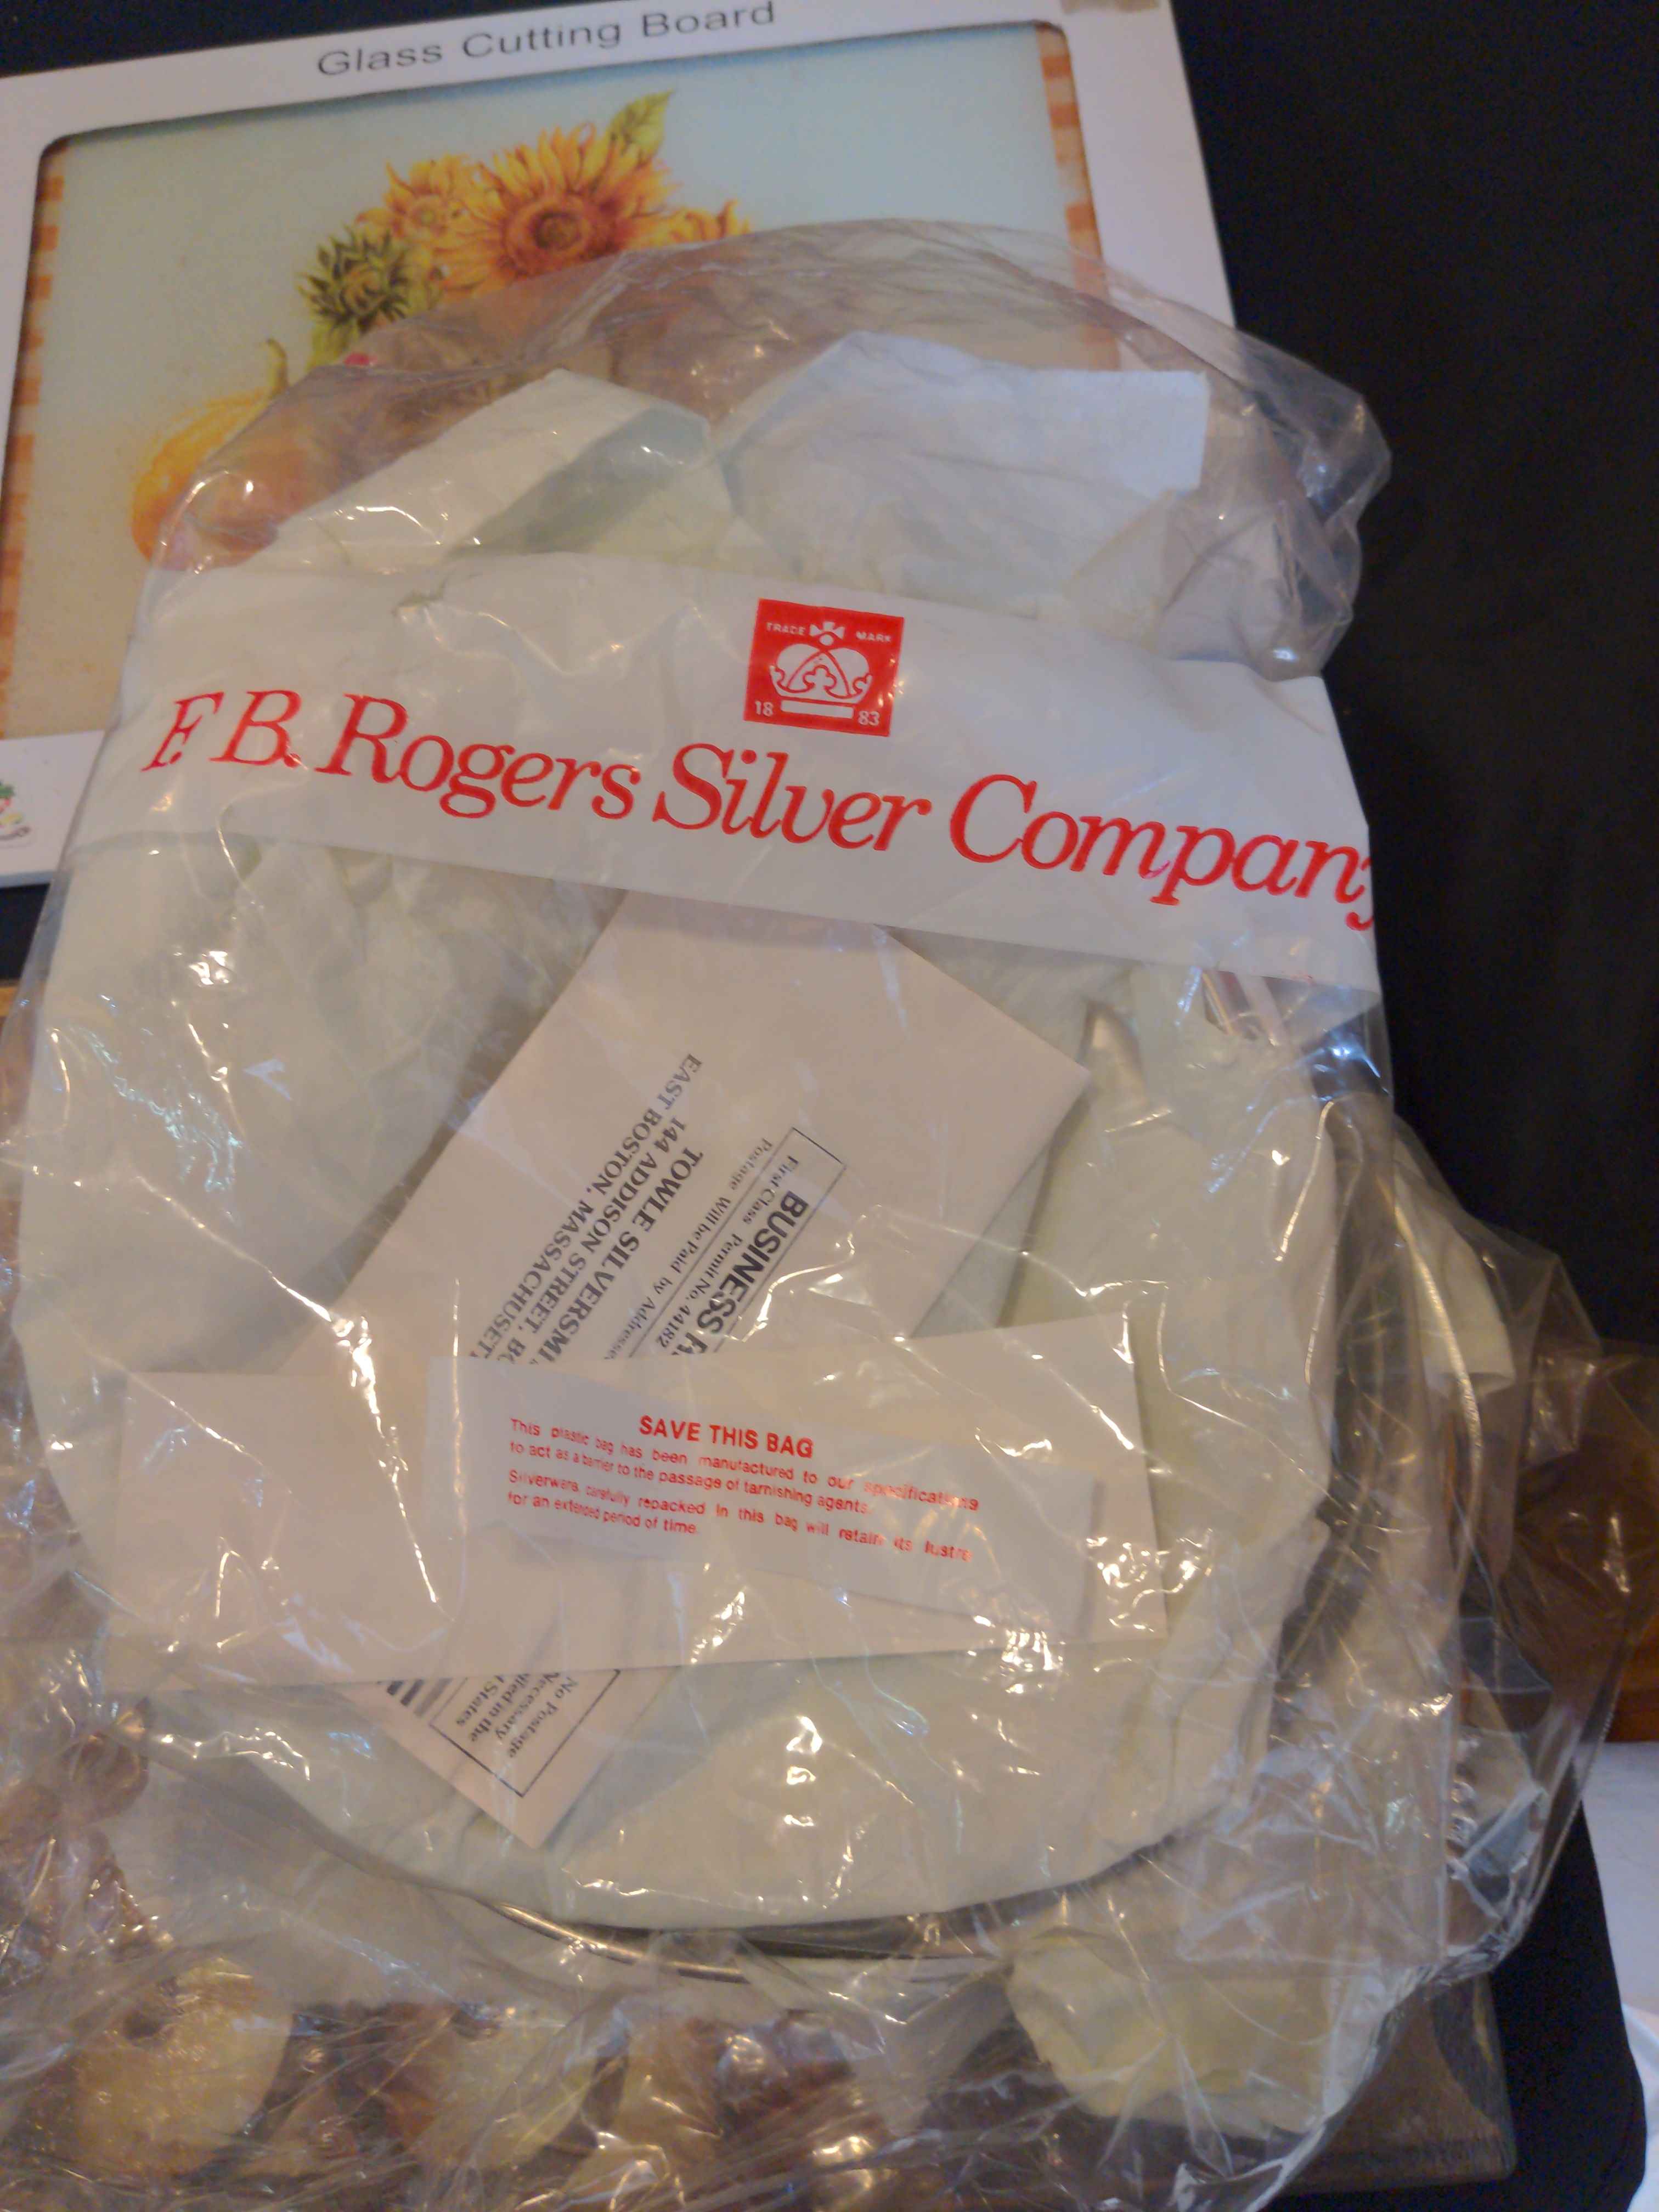 Glass Cutting Board
TRADE MARK
18 83
F. B. Rogers Silver Company
EAST BOSTON, MASSACHUSET
144 ADDISON STREET, BO
TOWLE SILVERSMI
Postage Will be Paid by Addresse
First Class Permit No. 44182
BUSINESS
SAVE THIS BAG
This plastic bag has been manufactured to our specifications
to act as a barrier to the passage of tarnishing agents.
Silverware carefully repacked in this bag will retain its lustre
for an extended period of time.
No Postage
Necessary
in the
States